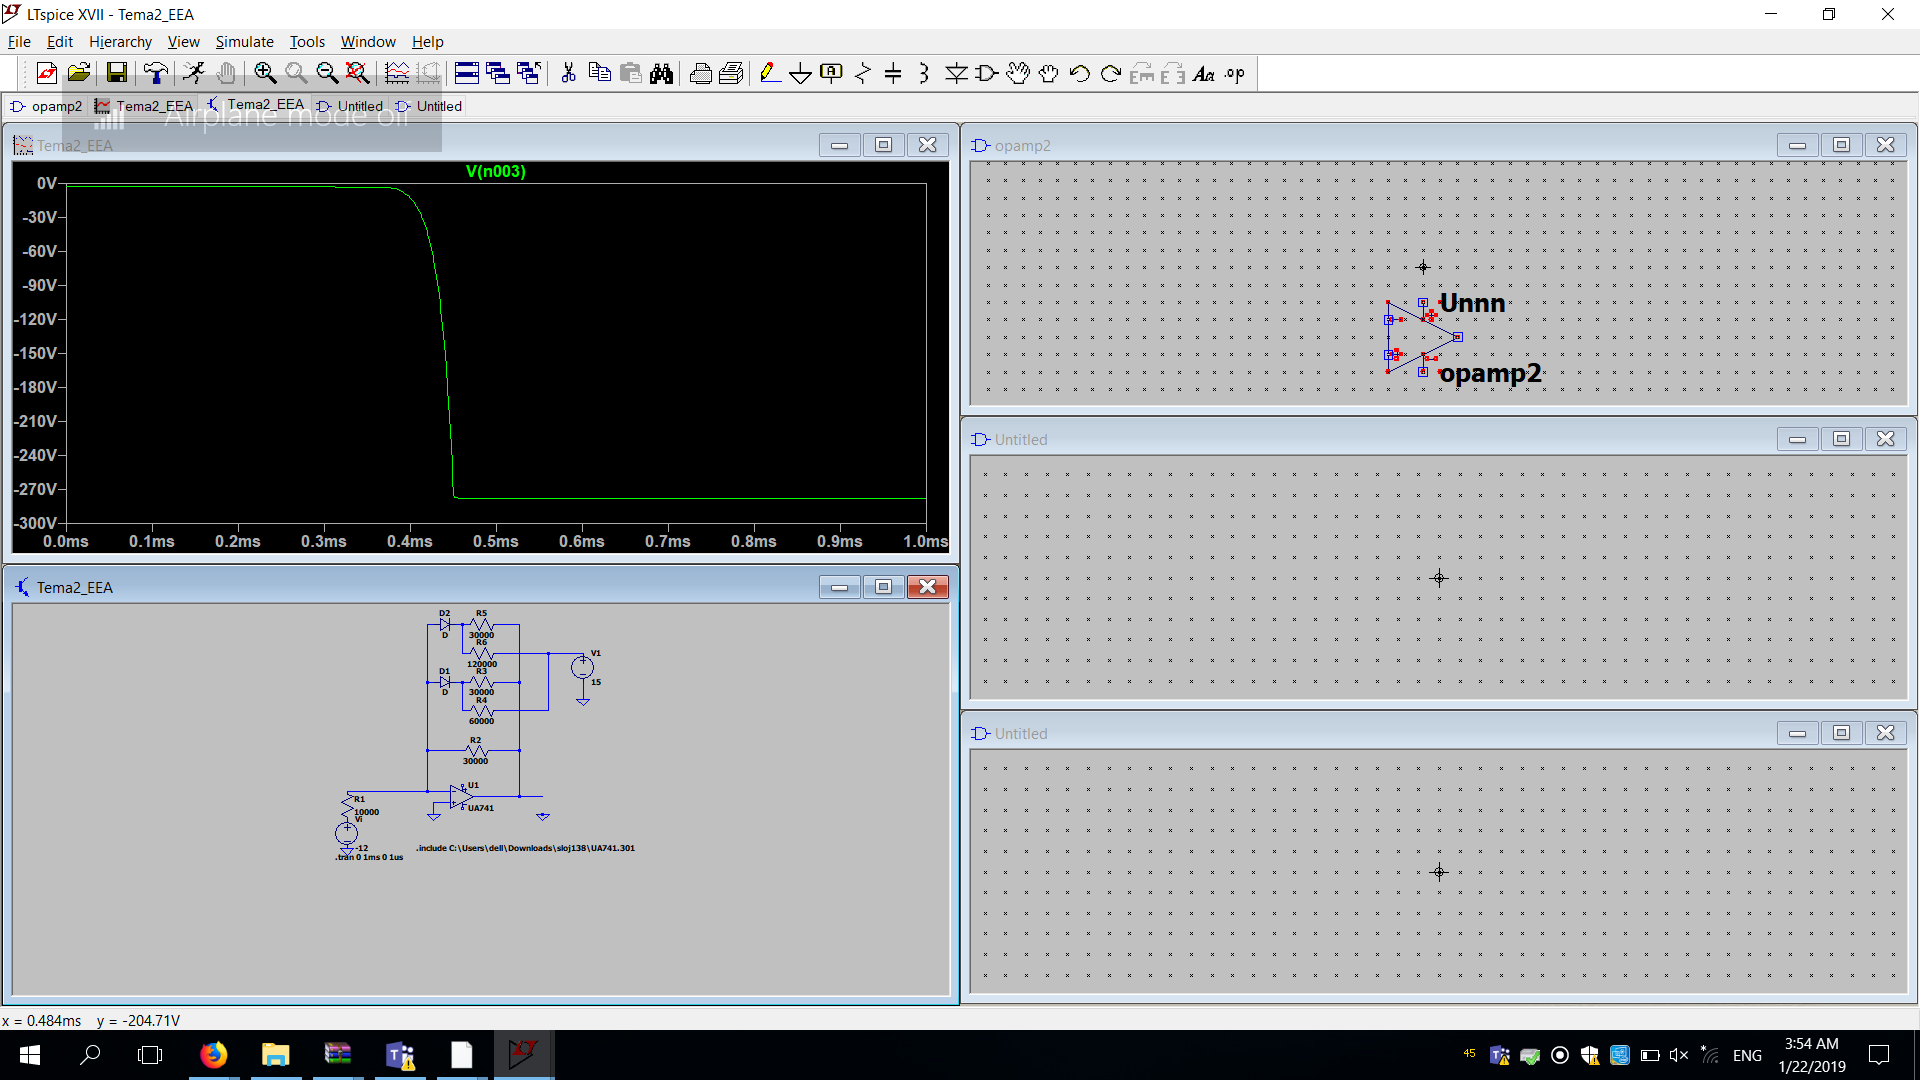 LTspice XVII - Tema2_EEA
File Edit Hierarchy View Simulate Tools Window Help
opamp2 Tema2_EEA Tema2_EEA Untitled Untitled
Airplane mode off
Tema2_EEA
V(n003)
0V
-30V
-60V
-90V
-120V
-150V
-180V
-210V
-240V
-270V
-300V
0.0ms 0.1ms 0.2ms 0.3ms 0.4ms 0.5ms 0.6ms 0.7ms 0.8ms 0.9ms 1.0ms
opamp2
Unnn
opamp2
Untitled
Untitled
Tema2_EEA
D2 R5
D 30000
R6
120000
V1
15
D1 R3
D 30000
R4
60000
R2
30000
U1
UA741
R1
10000
Vi
-12
.tran 0 1ms 0 1us
.include C:\Users\dell\Downloads\sloj138\UA741.301
x = 0.484ms y = -204.71V
45
ENG
3:54 AM
1/22/2019